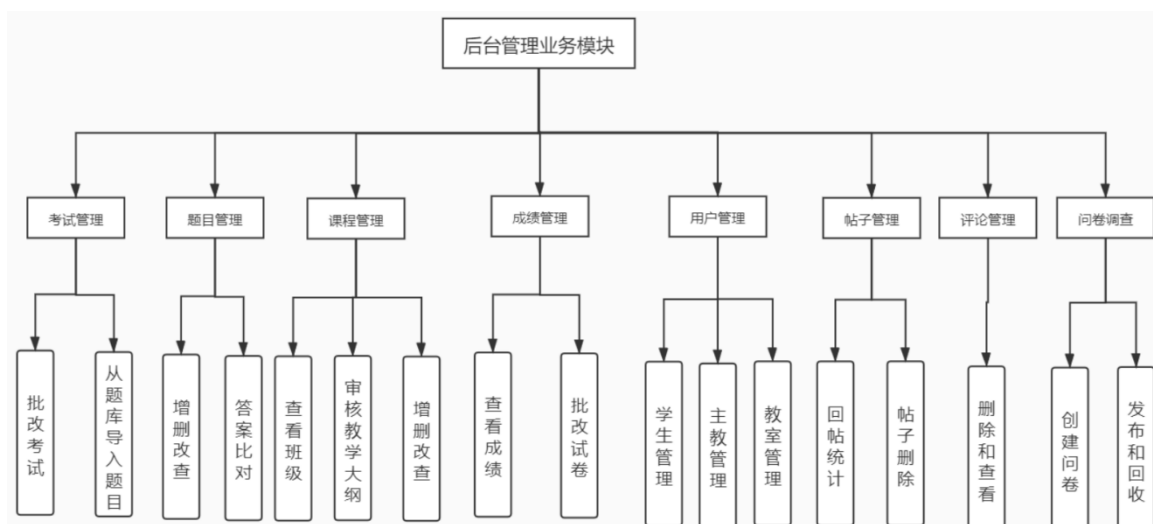 后台管理业务模块
考试管理
题目管理
课程管理
成绩管理
用户管理
帖子管理
评论管理
问卷调查
批改考试
从题库导入题目
增删改查
答案比对
查看班级
审核教学大纲
增删改查
查看成绩
批改试卷
学生管理
主教管理
教室管理
回帖统计
帖子删除
删除和查看
创建问卷
发布和回收